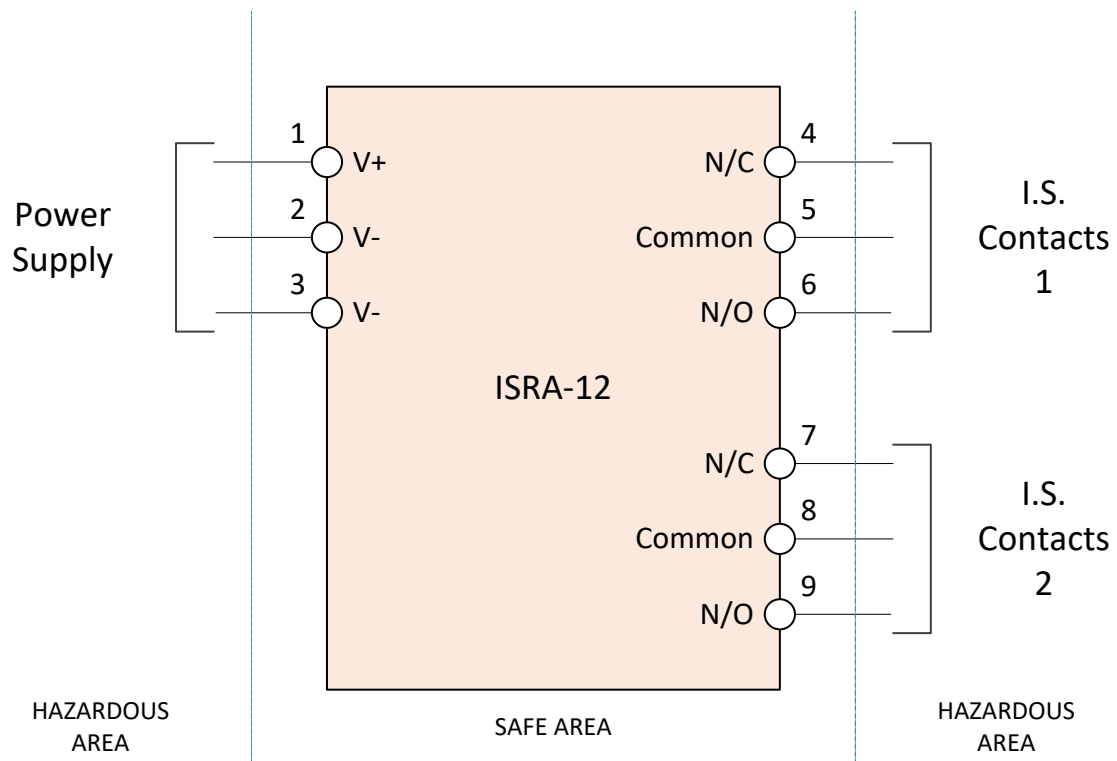 Power
Supply
1
V+
2
V-
3
V-
ISRA-12
4
N/C
5
Common
6
N/O
I.S.
Contacts
1
7
N/C
8
Common
9
N/O
I.S.
Contacts
2
HAZARDOUS
AREA
SAFE AREA
HAZARDOUS
AREA